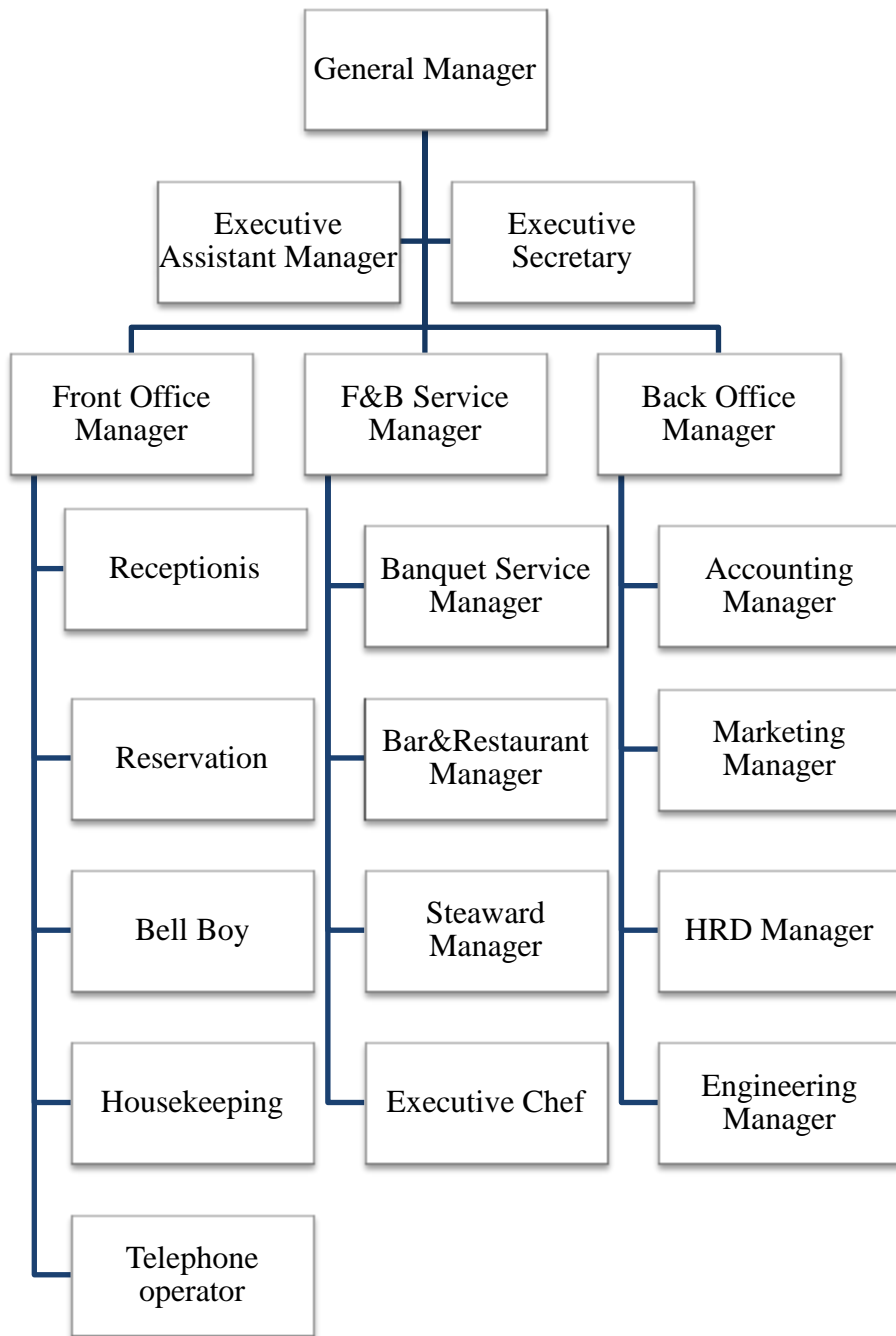 General Manager
Executive
Assistant Manager
Executive
Secretary
Front Office
Manager
F&B Service
Manager
Back Office
Manager
Receptionis
Reservation
Bell Boy
Housekeeping
Telephone
operator
Banquet Service
Manager
Bar&Restaurant
Manager
Steaward
Manager
Executive Chef
Accounting
Manager
Marketing
Manager
HRD Manager
Engineering
Manager